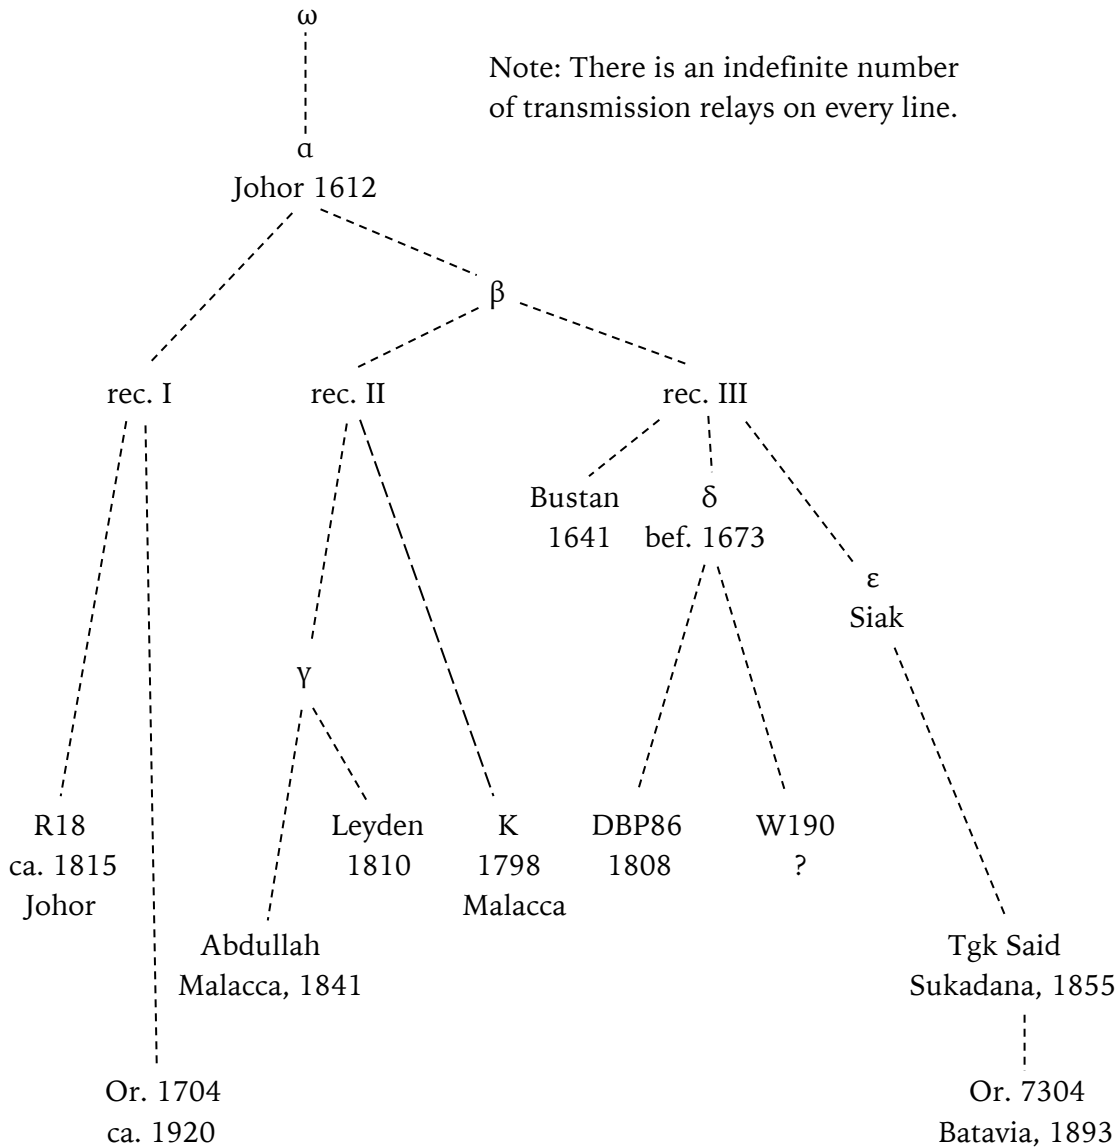 ω
Note: There is an indefinite number
of transmission relays on every line.
α
Johor 1612
β
rec. I
rec. II
rec. III
Bustan
1641
δ
bef. 1673
ε
Siak
γ
R18
ca. 1815
Johor
Leyden
1810
K
1798
Malacca
DBP86
1808
W190
?
Abdullah
Malacca, 1841
Tgk Said
Sukadana, 1855
Or. 1704
ca. 1920
Or. 7304
Batavia, 1893